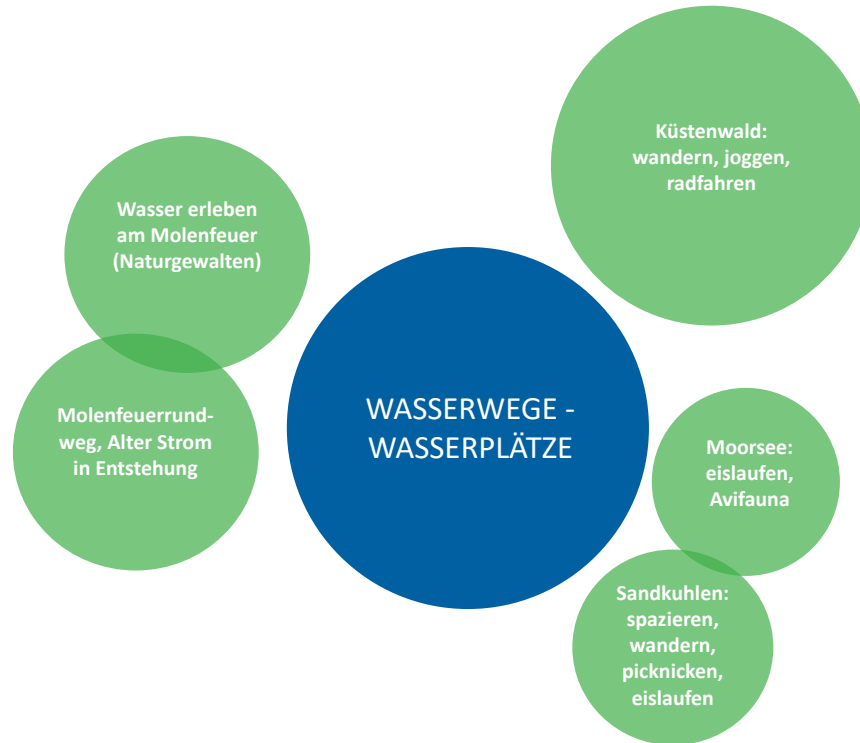 Küstenwald:
wandern, joggen,
radfahren
Wasser erleben
am Molenfeuer
(Naturgewalten)
WASSERWEGE -
WASSERPLÄTZE
Molenfeuerrund-
weg, Alter Strom
in Entstehung
Moorsee:
eislaufen,
Avifauna
Sandkuhlen:
spazieren,
wandern,
picknicken,
eislaufen